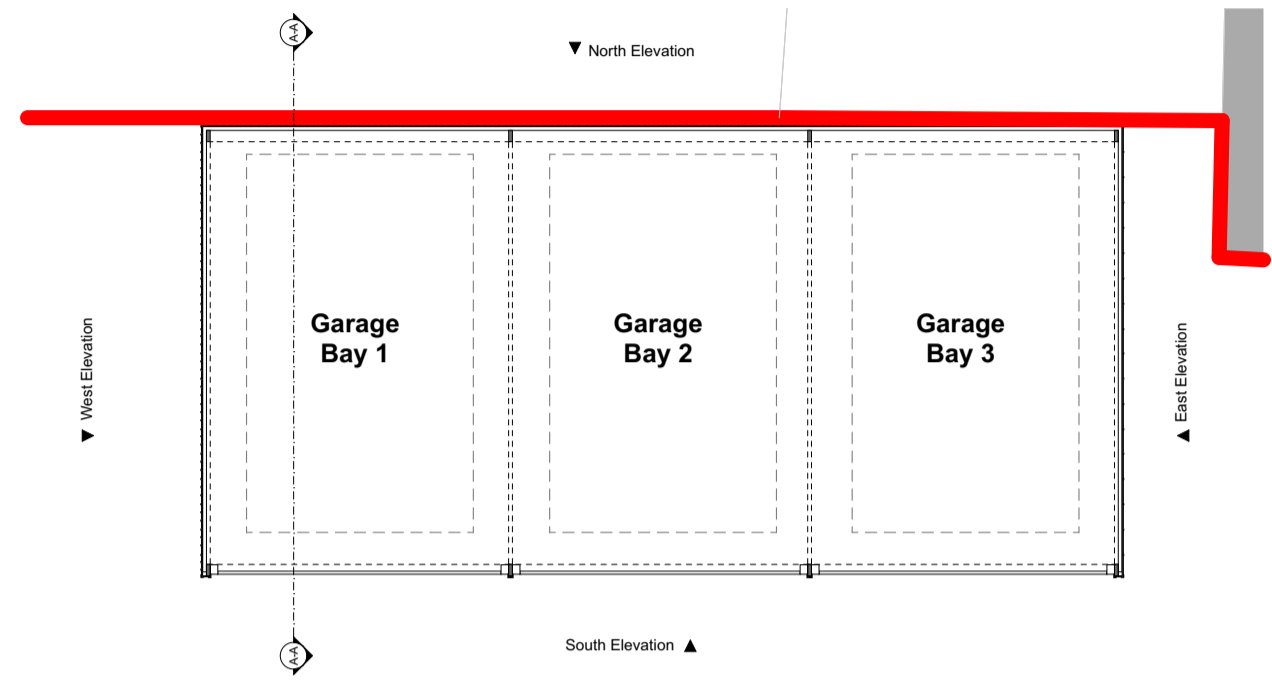 A-A
North Elevation
Garage
Bay 1
Garage
Bay 2
Garage
Bay 3
West Elevation
East Elevation
South Elevation
A-A